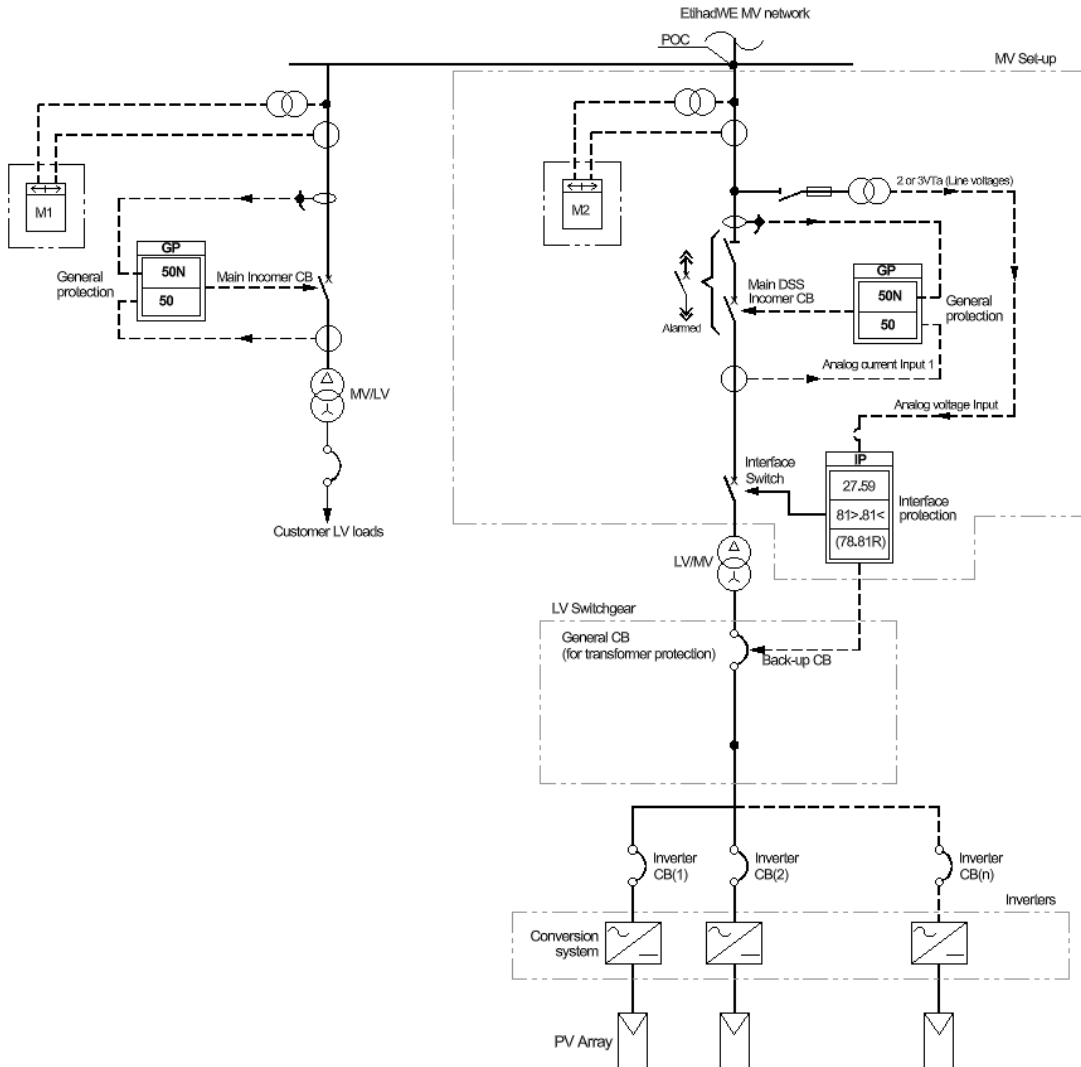 EtihadWE MV network
POC
MV Set-up
M1
M2
2 or 3VTa (Line voltages)
GP
50N
50
General
protection
Main Incomer CB
MV/LV
Customer LV loads
Alarmed
Main DSS
Incomer CB
GP
50N
50
General
protection
Analog current Input 1
Analog voltage Input
Interface
Switch
IP
27.59
81>.81<
(78.81R)
Interface
protection
LV/MV
LV Switchgear
General CB
(for transformer protection)
Back-up CB
Inverter
CB(1)
Inverter
CB(2)
Inverter
CB(n)
Inverters
Conversion
system
PV Array